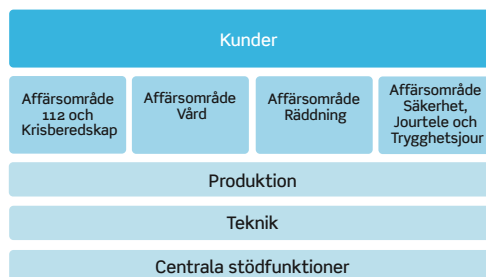 Kunder
Affärsområde
112 och
Krisberedskap
Affärsområde
Vård
Affärsområde
Räddning
Affärsområde
Säkerhet,
Jourtele och
Trygghetsjour
Produktion
Teknik
Centrala stödfunktioner